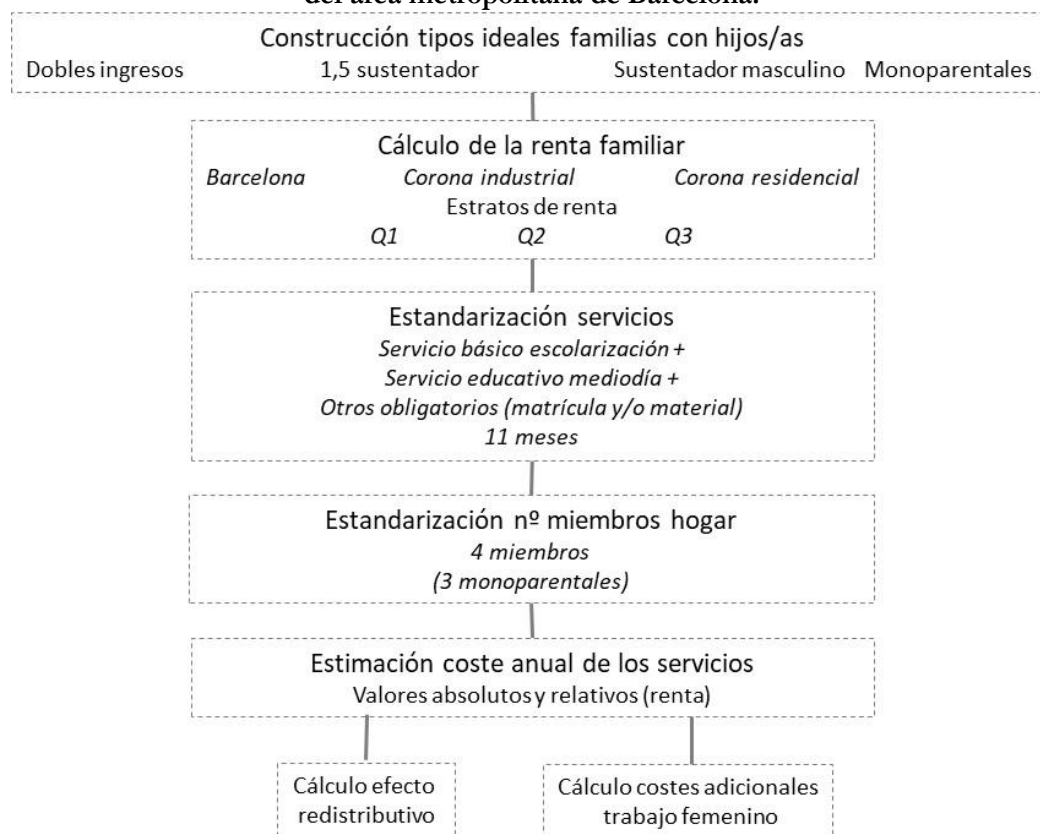 del área metropolitana de Barcelona.
Construcción tipos ideales familias con hijos/as
Dobles ingresos 1,5 sustentador Sustentador masculino Monoparentales
Cálculo de la renta familiar
Barcelona Corona industrial Corona residencial
Estratos de renta
Q1 Q2 Q3
Estandarización servicios
Servicio básico escolarización +
Servicio educativo mediodía +
Otros obligatorios (matrícula y/o material)
11 meses
Estandarización nº miembros hogar
4 miembros
(3 monoparentales)
Estimación coste anual de los servicios
Valores absolutos y relativos (renta)
Cálculo efecto
redistributivo
Cálculo costes adicionales
trabajo femenino